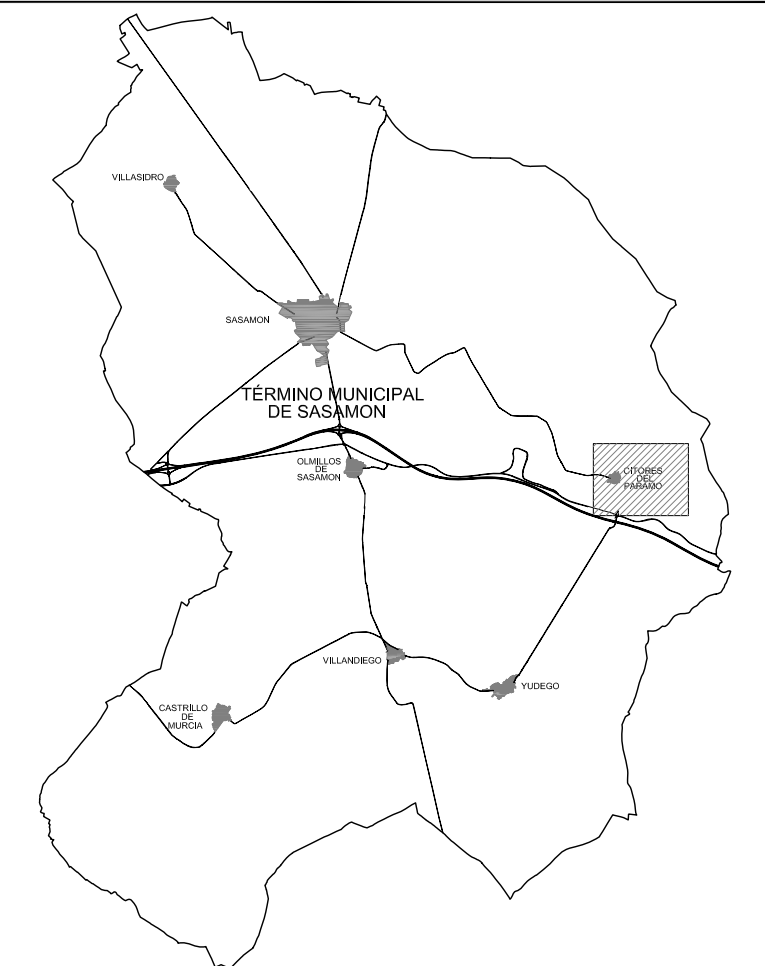 VILLASIDRO
SASAMON
TÉRMINO MUNICIPAL
DE SASAMON
OLMILLOS
DE
SASAMON
CITORES
DEL
PARAMO
VILLANDIEGO
YUDEGO
CASTRILLO
DE
MURCIA